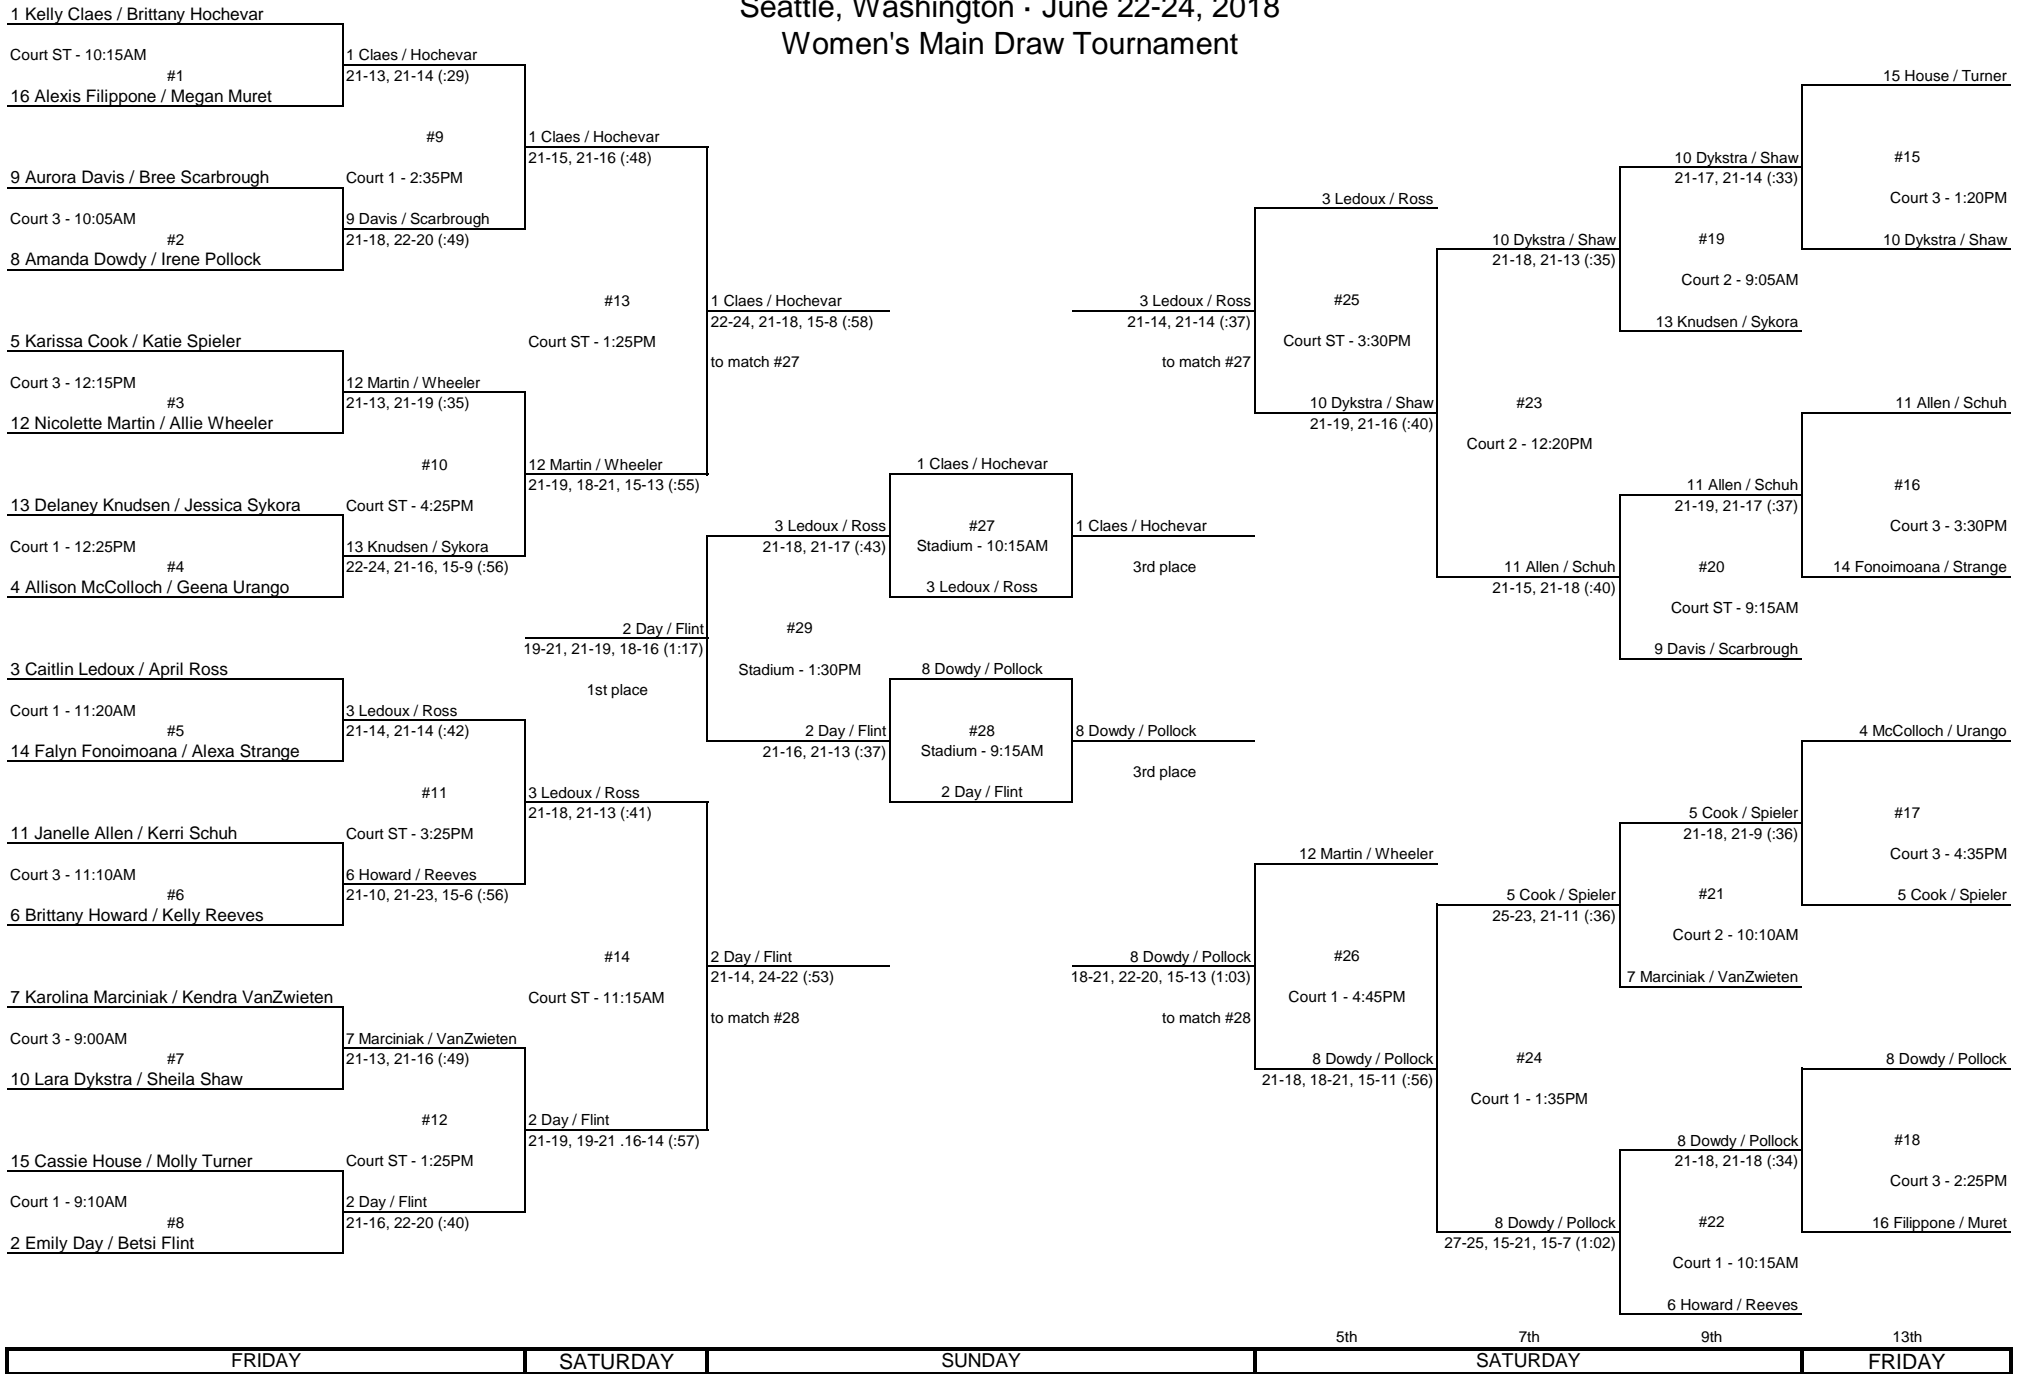 Seattle, Washington · June 22-24, 2018
Women's Main Draw Tournament
1 Kelly Claes / Brittany Hochevar
Court ST - 10:15AM
#1
16 Alexis Filippone / Megan Muret
9 Aurora Davis / Bree Scarbrough
Court 3 - 10:05AM
#2
8 Amanda Dowdy / Irene Pollock
5 Karissa Cook / Katie Spieler
Court 3 - 12:15PM
#3
12 Nicolette Martin / Allie Wheeler
13 Delaney Knudsen / Jessica Sykora
Court 1 - 12:25PM
#4
4 Allison McColloch / Geena Urango
3 Caitlin Ledoux / April Ross
Court 1 - 11:20AM
#5
14 Falyn Fonoimoana / Alexa Strange
11 Janelle Allen / Kerri Schuh
Court 3 - 11:10AM
#6
6 Brittany Howard / Kelly Reeves
7 Karolina Marciniak / Kendra VanZwieten
Court 3 - 9:00AM
#7
10 Lara Dykstra / Sheila Shaw
15 Cassie House / Molly Turner
Court 1 - 9:10AM
#8
2 Emily Day / Betsi Flint
1 Claes / Hochevar
21-13, 21-14 (:29)
#9
Court 1 - 2:35PM
9 Davis / Scarbrough
21-18, 22-20 (:49)
12 Martin / Wheeler
21-13, 21-19 (:35)
#10
Court ST - 4:25PM
13 Knudsen / Sykora
22-24, 21-16, 15-9 (:56)
3 Ledoux / Ross
21-14, 21-14 (:42)
#11
Court ST - 3:25PM
6 Howard / Reeves
21-10, 21-23, 15-6 (:56)
7 Marciniak / VanZwieten
21-13, 21-16 (:49)
#12
Court ST - 1:25PM
2 Day / Flint
21-16, 22-20 (:40)
1 Claes / Hochevar
21-15, 21-16 (:48)
#13
Court ST - 1:25PM
12 Martin / Wheeler
21-19, 18-21, 15-13 (:55)
3 Ledoux / Ross
21-18, 21-13 (:41)
#14
Court ST - 11:15AM
2 Day / Flint
21-19, 19-21 .16-14 (:57)
1 Claes / Hochevar
22-24, 21-18, 15-8 (:58)
to match #27
2 Day / Flint
21-14, 24-22 (:53)
to match #28
2 Day / Flint
19-21, 21-19, 18-16 (1:17)
1st place
3 Ledoux / Ross
21-18, 21-17 (:43)
#29
Stadium - 1:30PM
2 Day / Flint
21-16, 21-13 (:37)
1 Claes / Hochevar
#27
Stadium - 10:15AM
3 Ledoux / Ross
8 Dowdy / Pollock
#28
Stadium - 9:15AM
2 Day / Flint
1 Claes / Hochevar
3rd place
8 Dowdy / Pollock
3rd place
3 Ledoux / Ross
21-14, 21-14 (:37)
to match #27
8 Dowdy / Pollock
18-21, 22-20, 15-13 (1:03)
to match #28
3 Ledoux / Ross
#25
Court ST - 3:30PM
10 Dykstra / Shaw
21-19, 21-16 (:40)
12 Martin / Wheeler
#26
Court 1 - 4:45PM
8 Dowdy / Pollock
21-18, 18-21, 15-11 (:56)
10 Dykstra / Shaw
21-18, 21-13 (:35)
#23
Court 2 - 12:20PM
11 Allen / Schuh
21-15, 21-18 (:40)
5 Cook / Spieler
25-23, 21-11 (:36)
#24
Court 1 - 1:35PM
8 Dowdy / Pollock
27-25, 15-21, 15-7 (1:02)
10 Dykstra / Shaw
21-17, 21-14 (:33)
#19
Court 2 - 9:05AM
13 Knudsen / Sykora
11 Allen / Schuh
21-19, 21-17 (:37)
#20
Court ST - 9:15AM
9 Davis / Scarbrough
5 Cook / Spieler
21-18, 21-9 (:36)
#21
Court 2 - 10:10AM
7 Marciniak / VanZwieten
8 Dowdy / Pollock
21-18, 21-18 (:34)
#22
Court 1 - 10:15AM
6 Howard / Reeves
15 House / Turner
#15
Court 3 - 1:20PM
10 Dykstra / Shaw
11 Allen / Schuh
#16
Court 3 - 3:30PM
14 Fonoimoana / Strange
4 McColloch / Urango
#17
Court 3 - 4:35PM
5 Cook / Spieler
8 Dowdy / Pollock
#18
Court 3 - 2:25PM
16 Filippone / Muret
5th 7th 9th 13th
FRIDAY SATURDAY SUNDAY SATURDAY FRIDAY